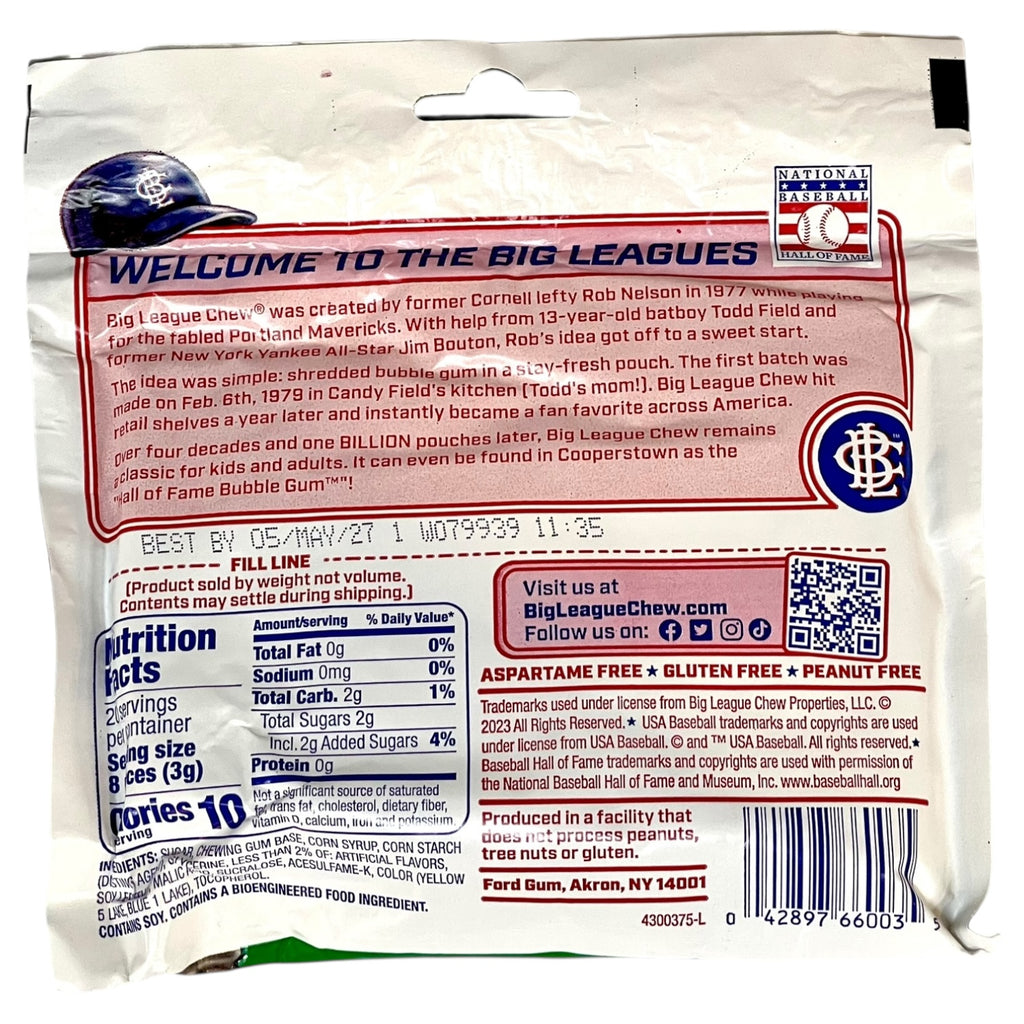 NATIONAL
BASEBALL
HALL OF FAME
WELCOME TO THE BIG LEAGUES
Big League Chew® was created by former Cornell lefty Rob Nelson in 1977 while playing
for the fabled Portland Mavericks. With help from 13-year-old batboy Todd Field and
former New York Yankee All-Star Jim Bouton, Rob's idea got off to a sweet start.
The idea was simple: shredded bubble gum in a stay-fresh pouch. The first batch was
made on Feb. 6th, 1979 in Candy Field's kitchen (Todd's mom!). Big League Chew hit
retail shelves a year later and instantly became a fan favorite across America.
Over four decades and one BILLION pouches later, Big League Chew remains
a classic for kids and adults. It can even be found in Cooperstown as the
"Hall of Fame Bubble Gum™"!
BEST BY 05/MAY/27 1 W079939 11:35
FILL LINE
(Product sold by weight not volume.
Contents may settle during shipping.)
Nutrition
Facts
servings
per container
size
8 (3g)
10
Amount/serving % Daily Value*
Total Fat 0g 0%
Sodium 0mg 0%
Total Carb. 2g 1%
Total Sugars 2g
Incl. 2g Added Sugars 4%
Protein 0g
Not a significant source of saturated
fat, trans fat, cholesterol, dietary fiber,
vitamin D, calcium, iron and potassium.
SUGAR, CHEWING GUM BASE, CORN SYRUP, CORN STARCH
LESS THAN 2% OF: ARTIFICIAL FLAVORS,
SUCRALOSE, ACESULFAME-K, COLOR (YELLOW
5 LAKE, BLUE 1 LAKE), TOCOPHEROL.
CONTAINS SOY. CONTAINS A BIOENGINEERED FOOD INGREDIENT.
Visit us at
BigLeagueChew.com
Follow us on:
ASPARTAME FREE ★ GLUTEN FREE ★ PEANUT FREE
Trademarks used under license from Big League Chew Properties, LLC. ©
2023 All Rights Reserved.★ USA Baseball trademarks and copyrights are used
under license from USA Baseball. © and ™ USA Baseball. All rights reserved.★
Baseball Hall of Fame trademarks and copyrights are used with permission of
the National Baseball Hall of Fame and Museum, Inc. www.baseballhall.org
Produced in a facility that
does not process peanuts,
tree nuts or gluten.
Ford Gum, Akron, NY 14001
4300375-L
0 42897 66003 5